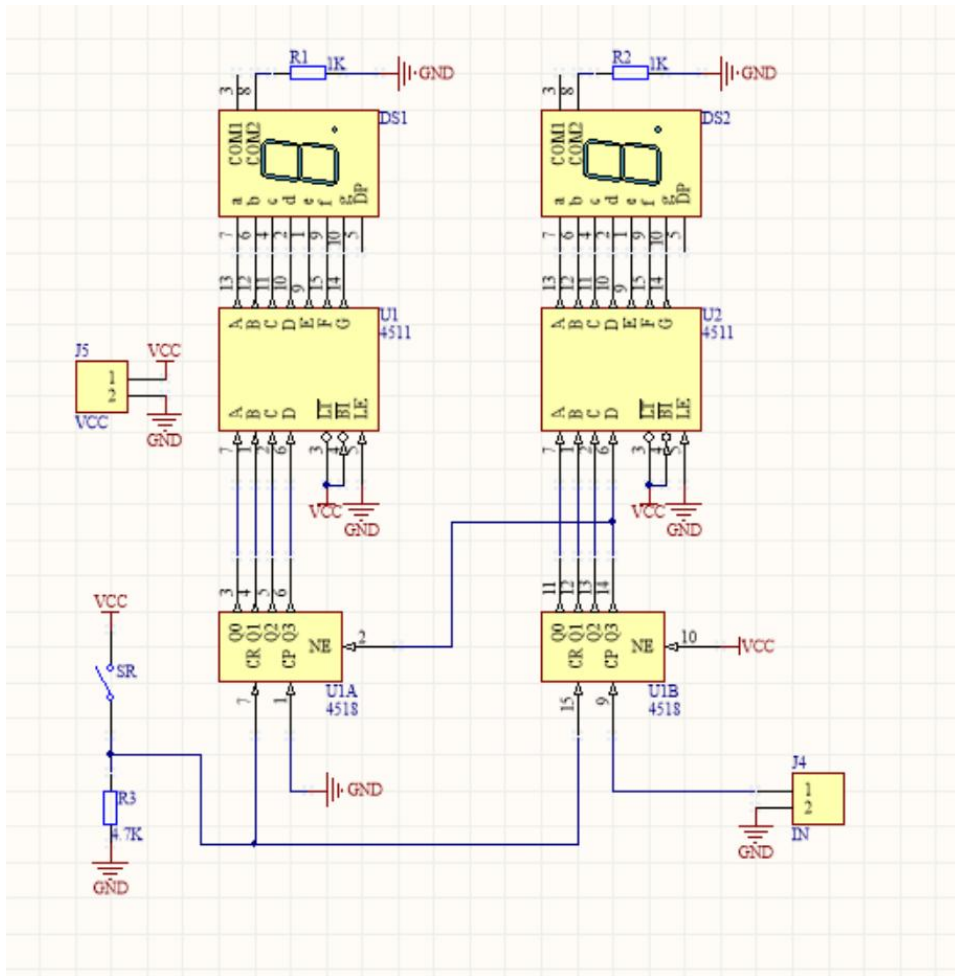 R1 1K GND
R2 1K GND
3 8
3 8
COM1 COM2 DS1
COM1 COM2 DS2
a b c d e f g DP
a b c d e f g DP
7 6 4 2 1 9 10 5
7 6 4 2 1 9 10 5
13 12 11 10 9 15 14
13 12 11 10 9 15 14
A B C D E F G
U1
4511
A B C D E F G
U2
4511
J5
1
2
VCC
VCC
GND
A B C D LT BI LE
A B C D LT BI LE
7 1 2 6 3 4 5
7 1 2 6 3 4 5
VCC
GND
VCC
GND
3 4 5 6
11 12 13 14
Q0 Q1 Q2 Q3
CR CP NE 2
Q0 Q1 Q2 Q3
CR CP NE 10 VCC
U1A
4518
U1B
4518
7 1
15 9
VCC
SR
R3
4.7K
GND
GND
J4
1
2
IN
GND